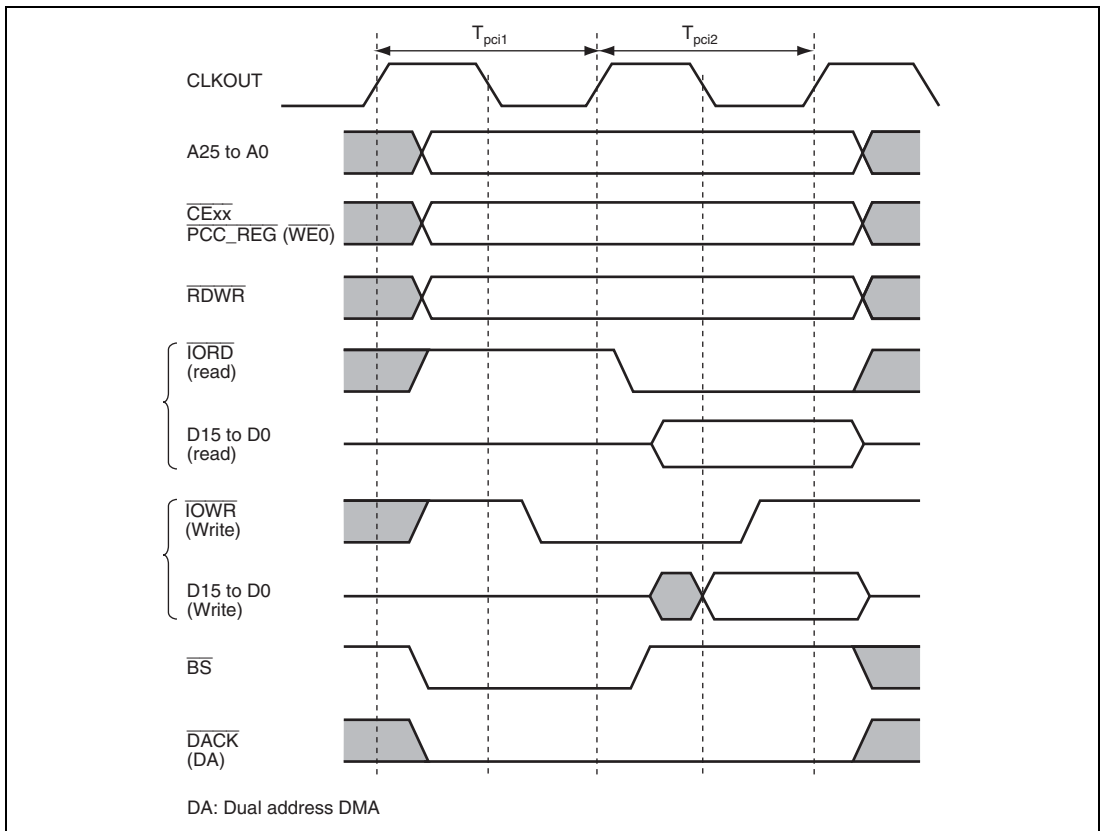 Tpci1
Tpci2
CLKOUT
A25 to A0
CExx
PCC_REG (WE0)
RDWR
IORD
(read)
D15 to D0
(read)
IOWR
(Write)
D15 to D0
(Write)
BS
DACK
(DA)
DA: Dual address DMA